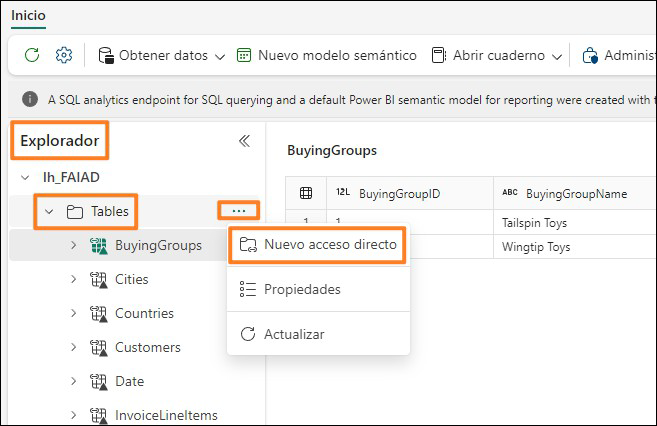 Inicio
Obtener datos
Nuevo modelo semántico
Abrir cuaderno
Adminis
A SQL analytics endpoint for SQL querying and a default Power BI semantic model for reporting were created with t
Explorador
lh_FAIAD
Tables
BuyingGroups
Cities
Countries
Customers
Date
InvoiceLineItems
Nuevo acceso directo
Propiedades
Actualizar
BuyingGroups
12L BuyingGroupID ABC BuyingGroupName
1 1 Tailspin Toys
Wingtip Toys